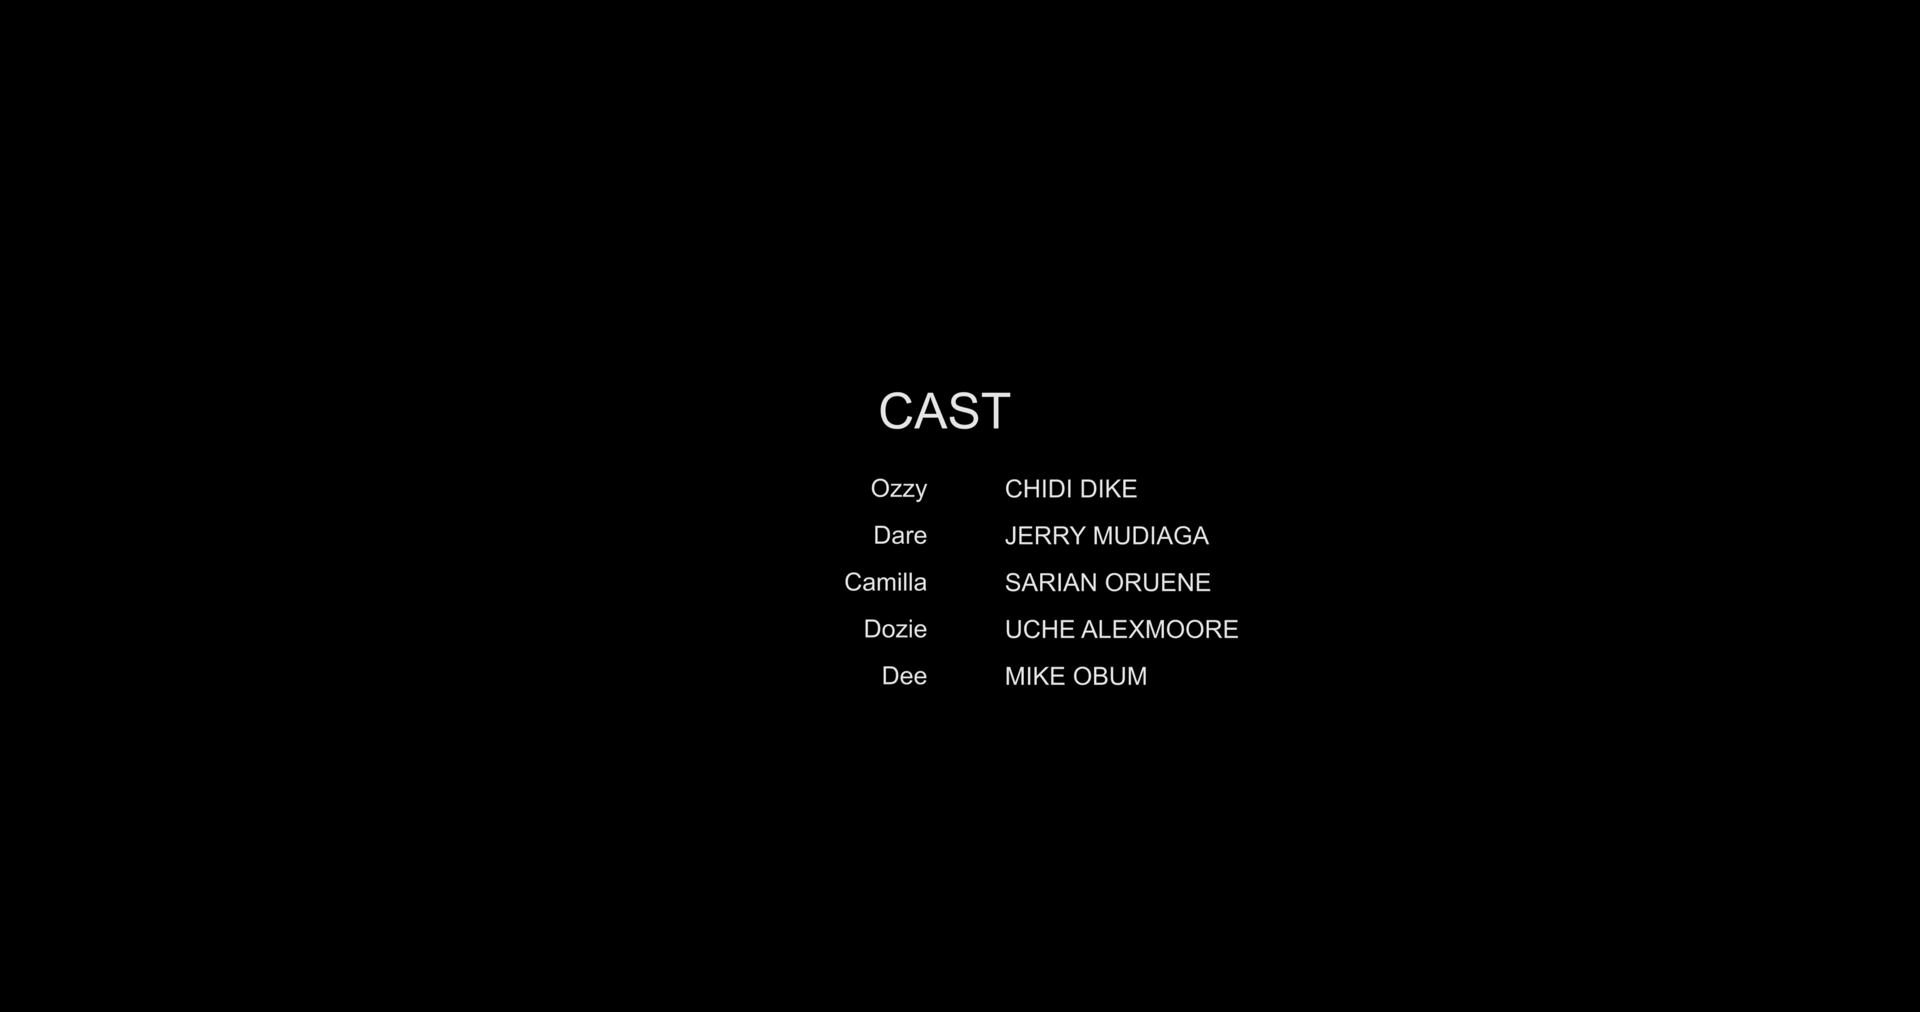 CAST
Ozzy CHIDI DIKE
Dare JERRY MUDIAGA
Camilla SARIAN ORUENE
Dozie UCHE ALEXMOORE
Dee MIKE OBUM